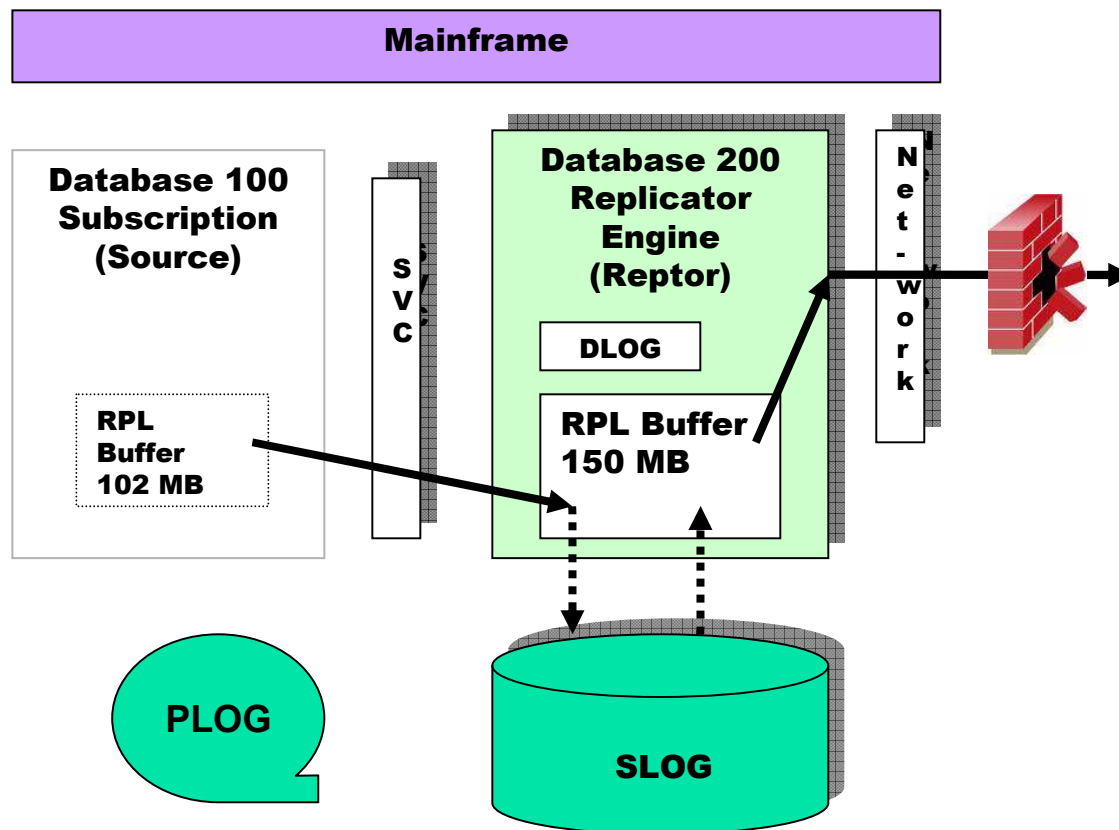 Mainframe
Database 100
Subscription
(Source)
RPL
Buffer
102 MB
S
V
C
Database 200
Replicator
Engine
(Reptor)
DLOG
RPL Buffer
150 MB
N
e
t
-
w
o
r
k
PLOG
SLOG